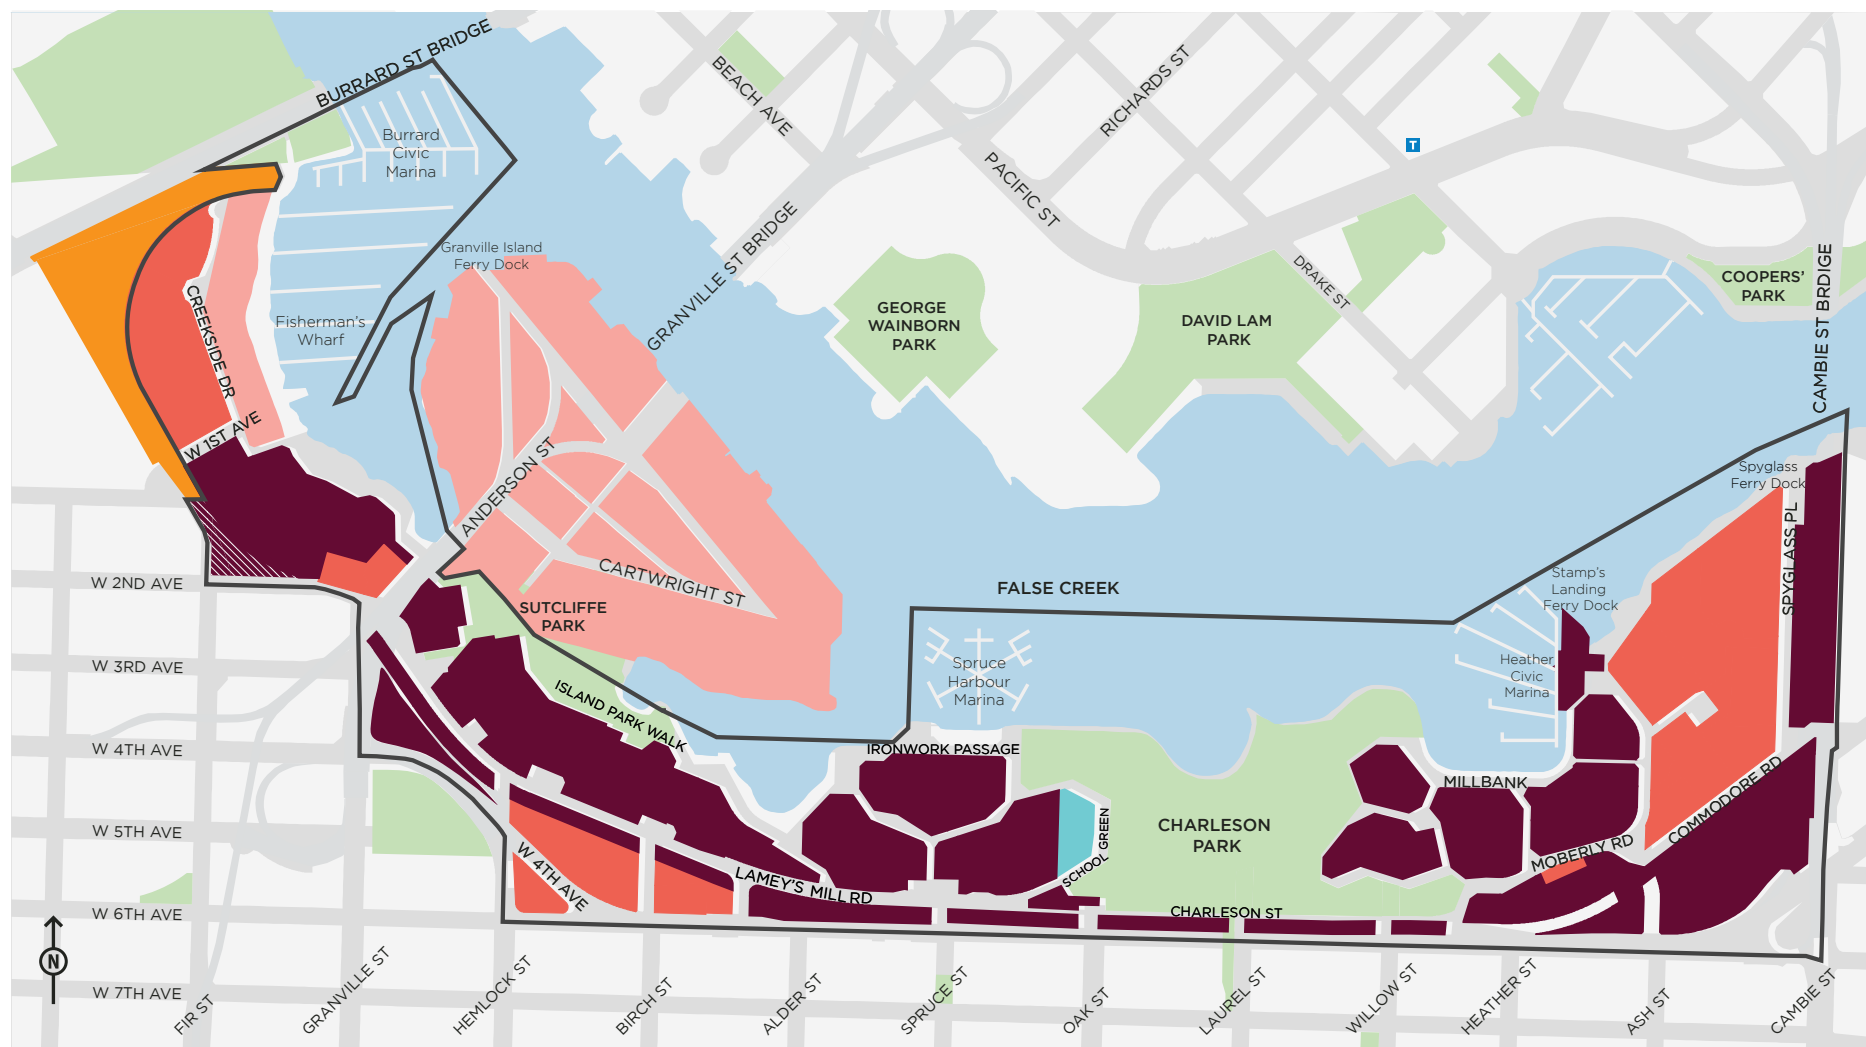 BURRARD ST BRIDGE
Burrard
Civic
Marina
BEACH AVE
RICHARDS ST
T
PACIFIC ST
GRANVILLE ST BRIDGE
Granville Island
Ferry Dock
DRAKE ST
COOPERS'
PARK
CAMBIE ST BRDIGE
GEORGE
WAINBORN
PARK
DAVID LAM
PARK
CREEKSIDE DR
Fisherman's
Wharf
W 1ST AVE
ANDERSON ST
Spyglass
Ferry Dock
SPYGLASS PL
CARTWRIGHT ST
FALSE CREEK
Stamp's
Landing
Ferry Dock
W 2ND AVE
SUTCLIFFE
PARK
W 3RD AVE
Spruce
Harbour
Marina
Heather
Civic
Marina
ISLAND PARK WALK
W 4TH AVE
IRONWORK PASSAGE
MILLBANK
COMMODORE RD
W 5TH AVE
CHARLESON
PARK
SCHOOL GREEN
MOBERLY RD
W 4TH AVE
LAMEY'S MILL RD
W 6TH AVE
CHARLESON ST
N
W 7TH AVE
FIR ST
GRANVILLE ST
HEMLOCK ST
BIRCH ST
ALDER ST
SPRUCE ST
OAK ST
LAUREL ST
WILLOW ST
HEATHER ST
ASH ST
CAMBIE ST